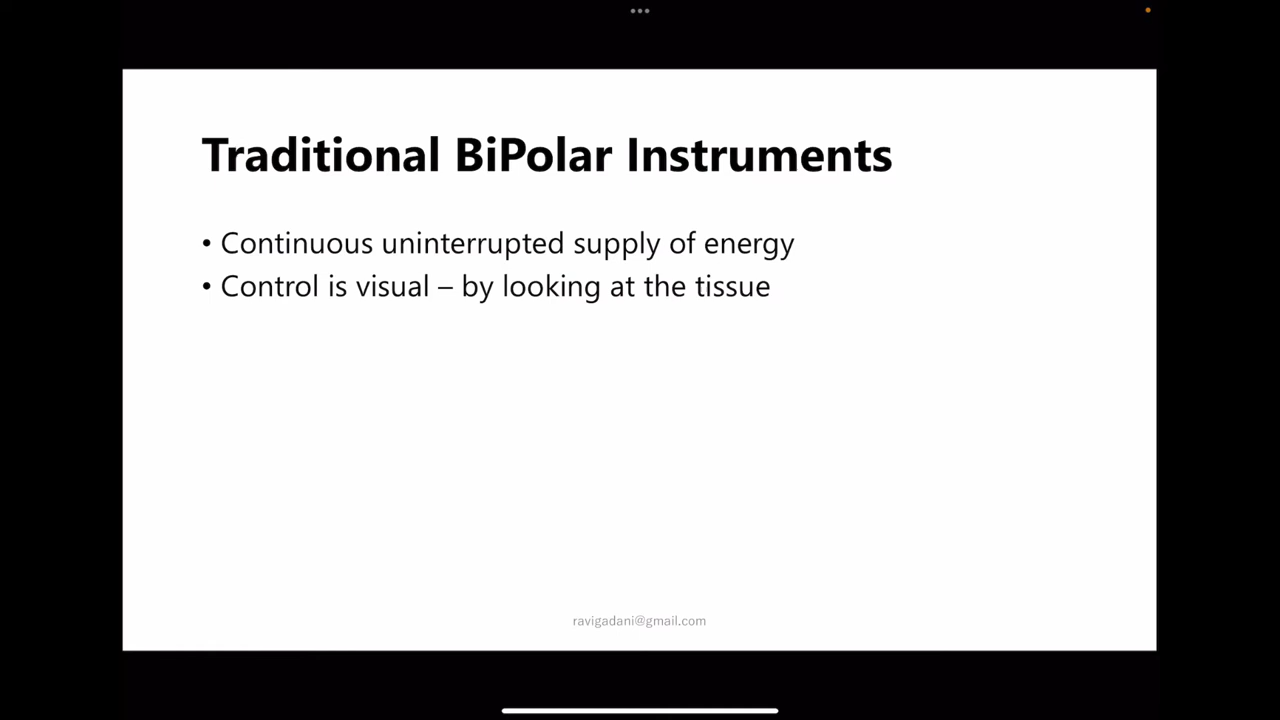 Traditional BiPolar Instruments
• Continuous uninterrupted supply of energy
• Control is visual – by looking at the tissue
ravigadani@gmail.com